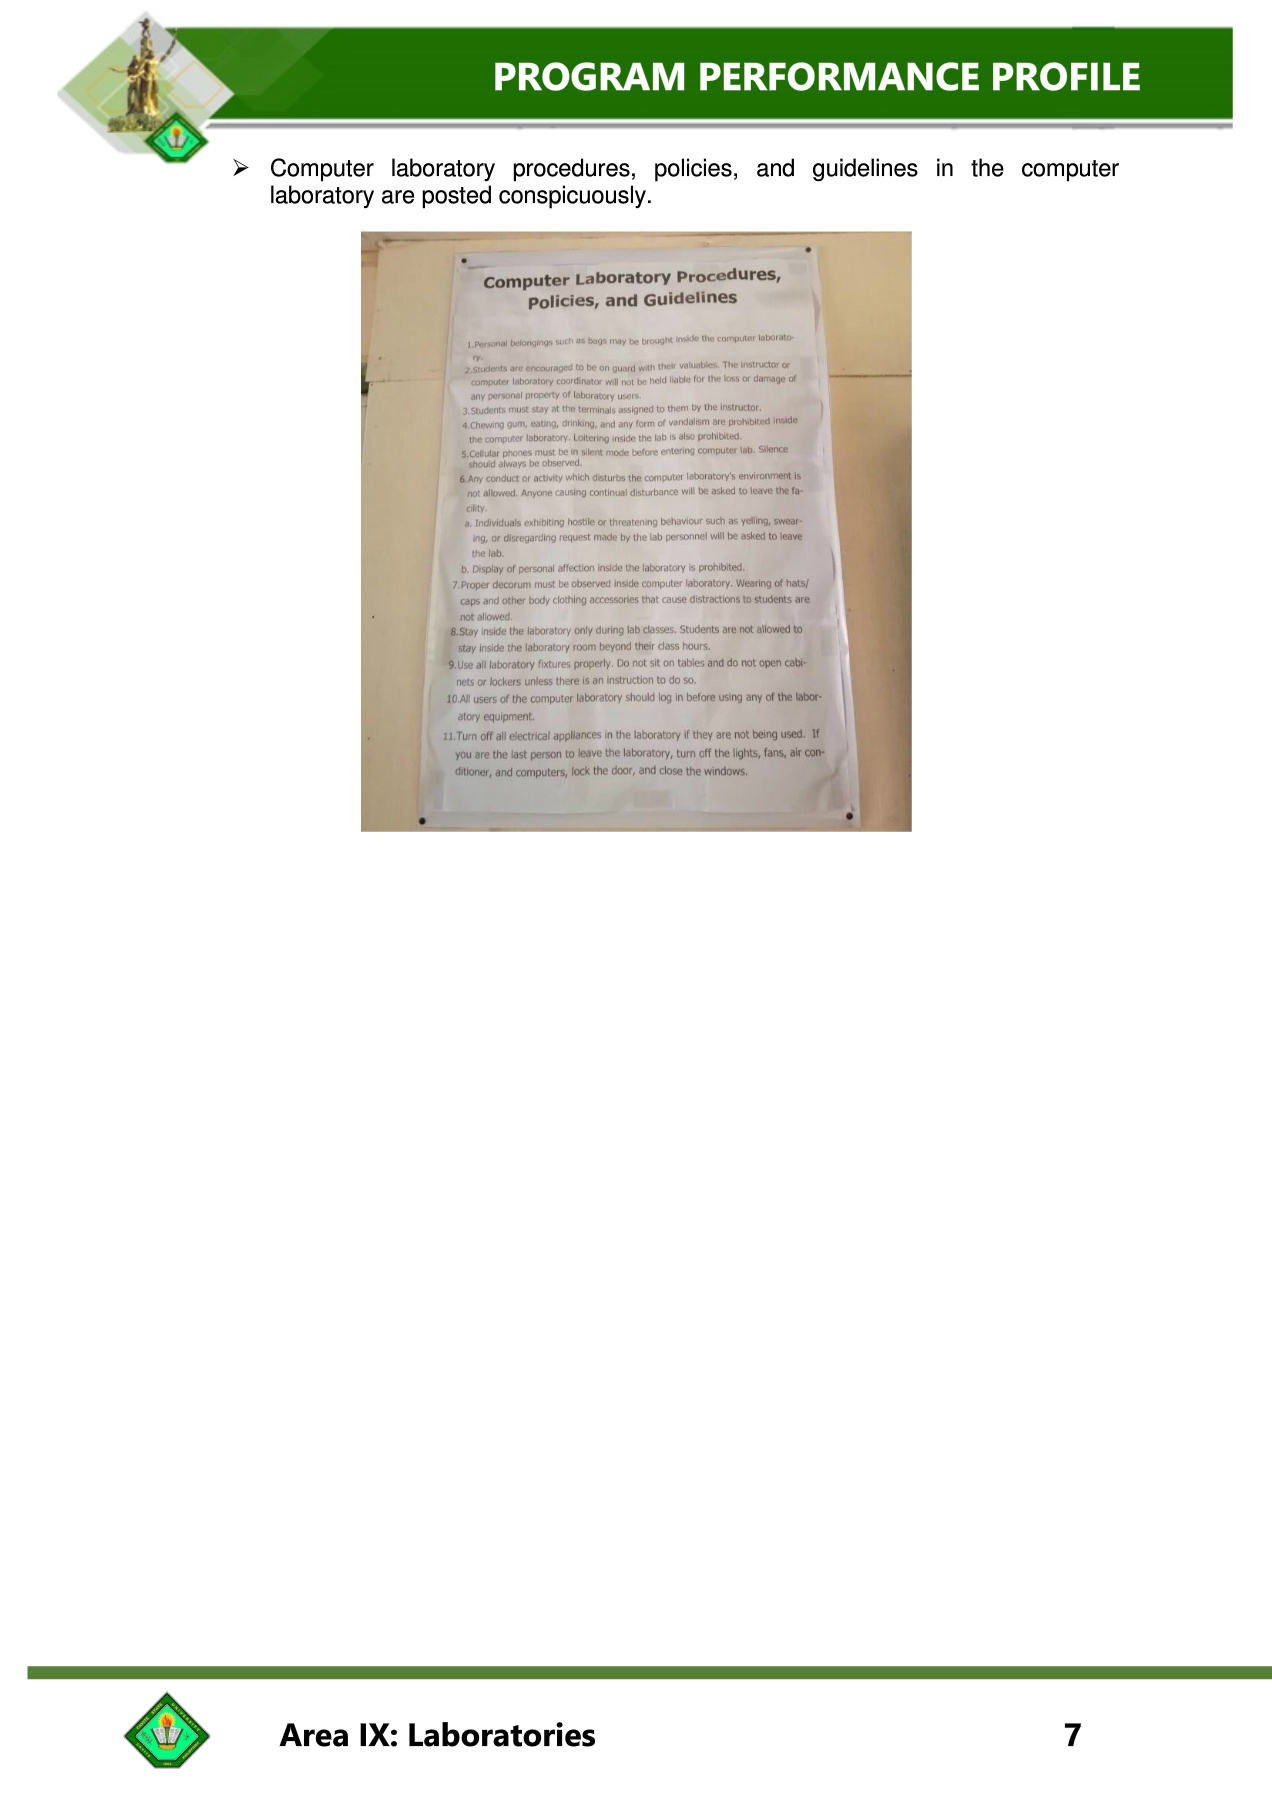 PROGRAM PERFORMANCE PROFILE
➢ Computer laboratory procedures, policies, and guidelines in the computer
laboratory are posted conspicuously.
Computer Laboratory Procedures,
Policies, and Guidelines
1.Personal belongings such as bags may be brought inside the computer laborato-
ry.
2.Students are encouraged to be on guard with their valuables. The instructor or
computer laboratory coordinator will not be held liable for the loss or damage of
any personal property of laboratory users.
3.Students must stay at the terminals assigned to them by the instructor.
4.Chewing gum, eating, drinking, and any form of vandalism are prohibited inside
the computer laboratory. Loitering inside the lab is also prohibited.
5.Cellular phones must be in silent mode before entering computer lab. Silence
should always be observed.
6.Any conduct or activity which disturbs the computer laboratory's environment is
not allowed. Anyone causing continual disturbance will be asked to leave the fa-
cility.
a. Individuals exhibiting hostile or threatening behaviour such as yelling, swear-
ing, or disregarding request made by the lab personnel will be asked to leave
the lab.
b. Display of personal affection inside the laboratory is prohibited.
7.Proper decorum must be observed inside computer laboratory. Wearing of hats/
caps and other body clothing accessories that cause distractions to students are
not allowed.
8.Stay inside the laboratory only during lab classes. Students are not allowed to
stay inside the laboratory room beyond their class hours.
9.Use all laboratory fixtures properly. Do not sit on tables and do not open cabi-
nets or lockers unless there is an instruction to do so.
10.All users of the computer laboratory should log in before using any of the labor-
atory equipment.
11.Turn off all electrical appliances in the laboratory if they are not being used. If
you are the last person to leave the laboratory, turn off the lights, fans, air con-
ditioner, and computers, lock the door, and close the windows.
Area IX: Laboratories 7